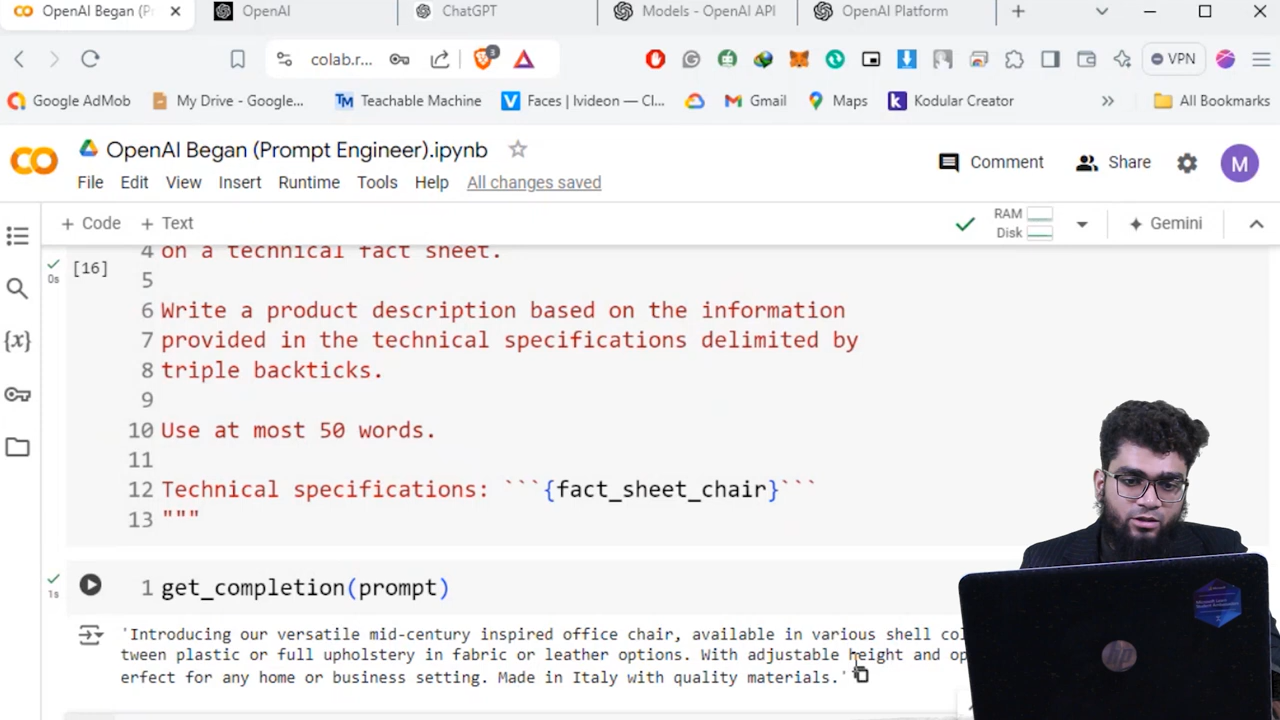 OpenAI Began (P
OpenAI
ChatGPT
Models - OpenAI API
OpenAI Platform
colab.r...
3
VPN
Google AdMob
My Drive - Google...
TM
Teachable Machine
Faces | Ivideon — Cl...
Gmail
Maps
Kodular Creator
All Bookmarks
OpenAI Began (Prompt Engineer).ipynb
Comment
Share
M
File Edit View Insert Runtime Tools Help All changes saved
+ Code + Text
RAM
Disk
Gemini
4 on a technical fact sheet.
0s
[16]
5
6 Write a product description based on the information
7 provided in the technical specifications delimited by
8 triple backticks.
9
10 Use at most 50 words.
11
12 Technical specifications: ```{fact_sheet_chair}```
13 """
1s
1 get_completion(prompt)
'Introducing our versatile mid-century inspired office chair, available in various shell col
tween plastic or full upholstery in fabric or leather options. With adjustable height and op
erfect for any home or business setting. Made in Italy with quality materials.'
hp